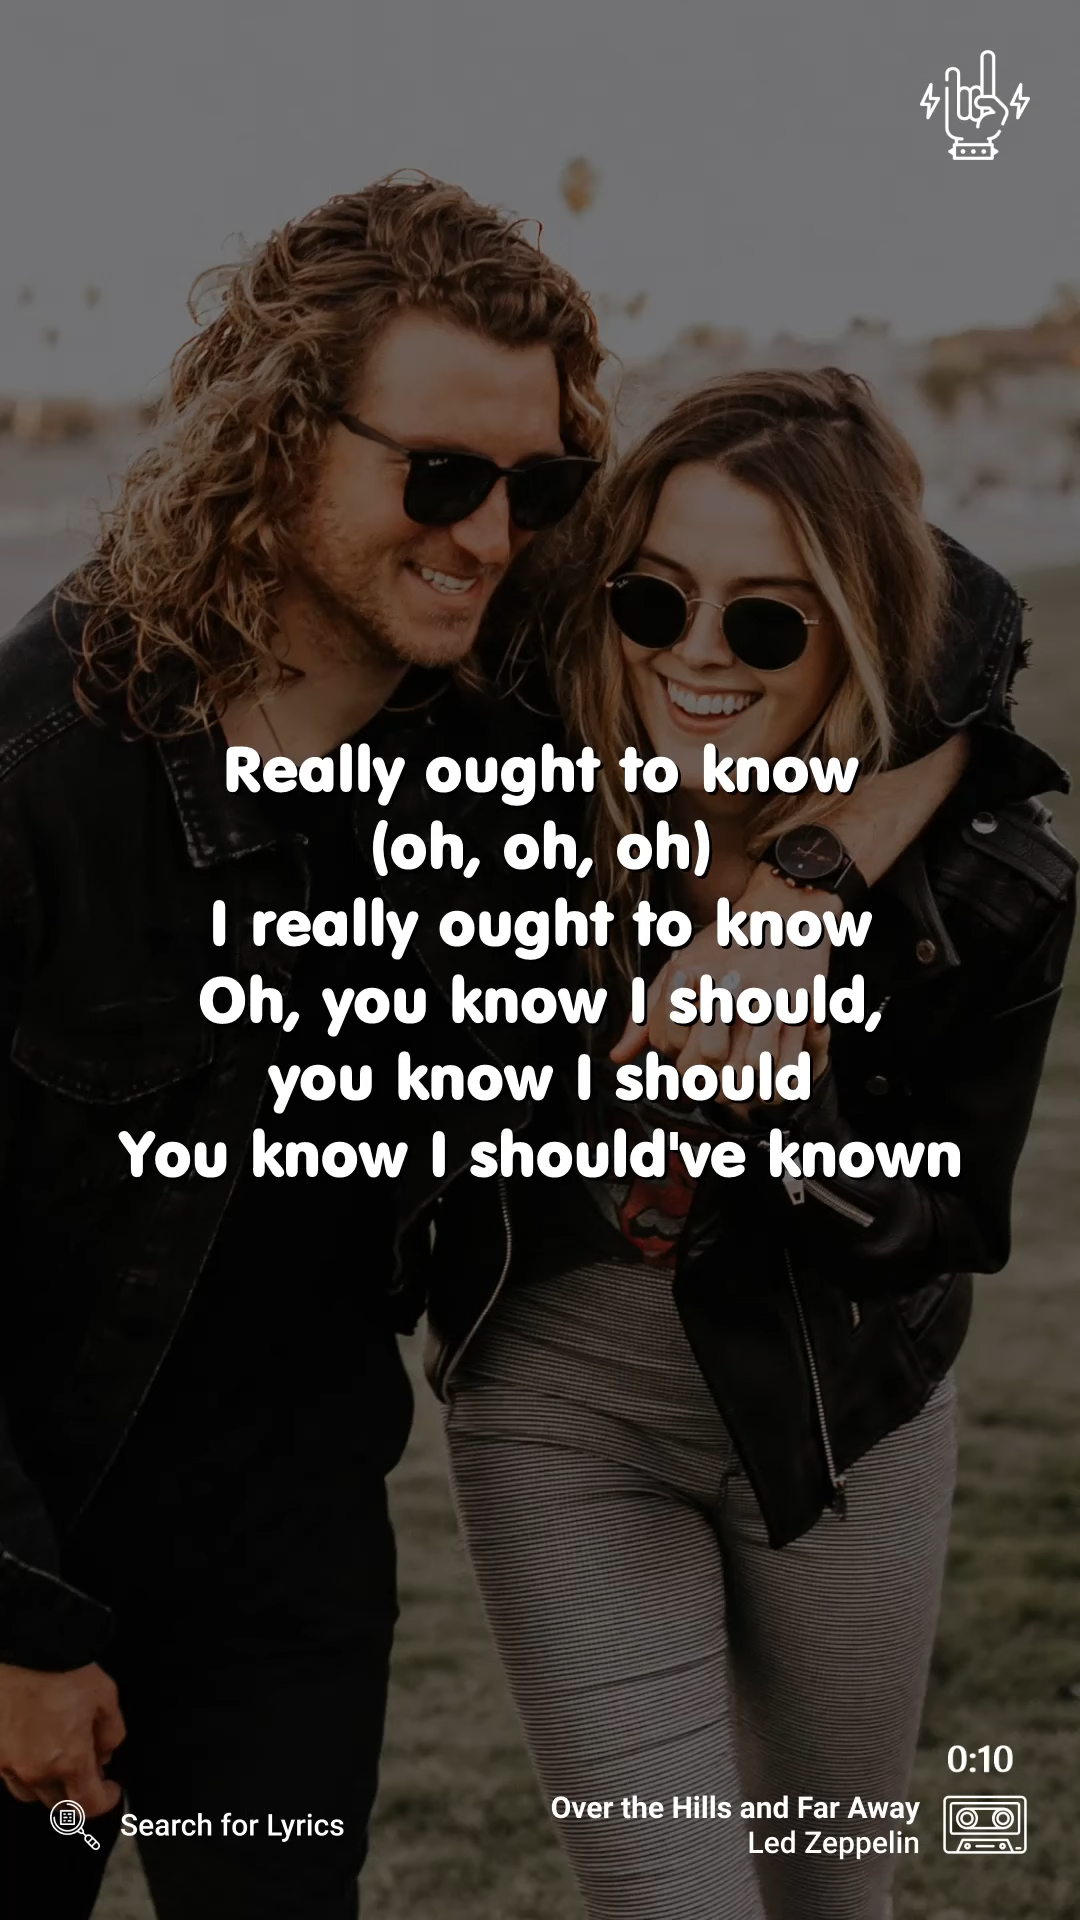 Really ought to know
(oh, oh, oh)
I really ought to know
Oh, you know I should,
you know I should
You know I should've known
0:10
Search for Lyrics
Over the Hills and Far Away
Led Zeppelin